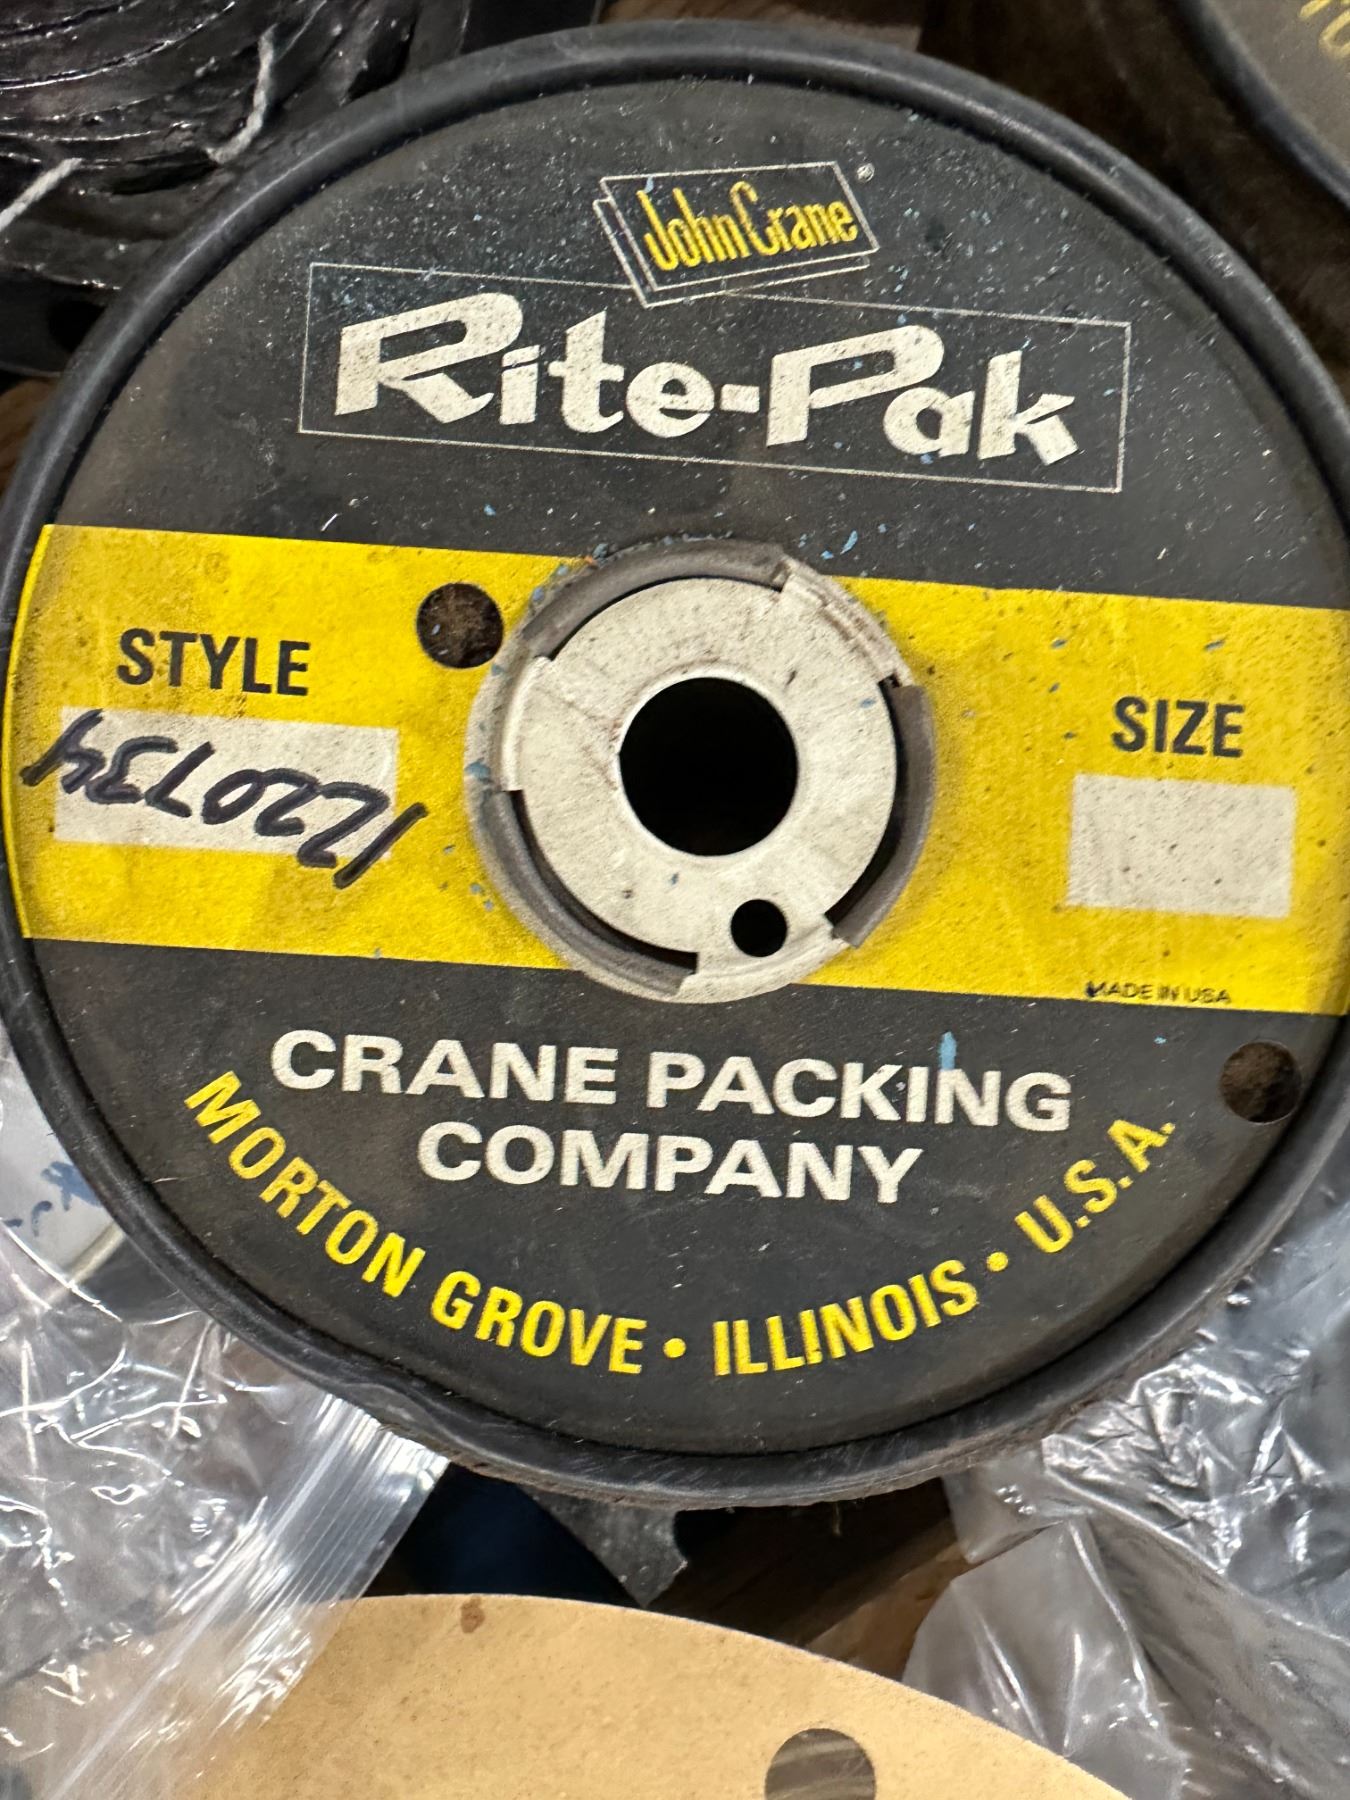 John Crane ®
Rite-Pak
STYLE
1220734
SIZE
MADE IN USA
CRANE PACKING
COMPANY
MORTON GROVE • ILLINOIS • U.S.A.